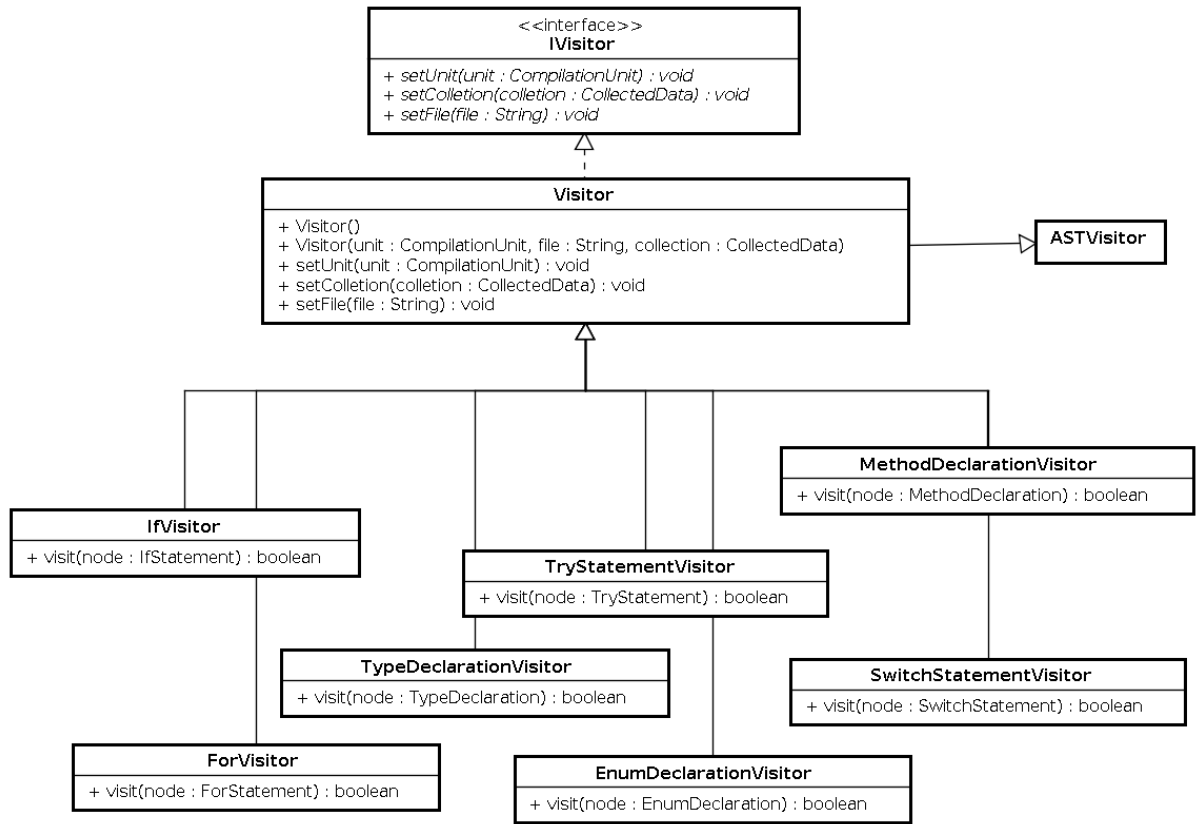 <<interface>>
IVisitor
+ setUnit(unit : CompilationUnit) : void
+ setColletion(colletion : CollectedData) : void
+ setFile(file : String) : void
Visitor
+ Visitor()
+ Visitor(unit : CompilationUnit, file : String, collection : CollectedData)
+ setUnit(unit : CompilationUnit) : void
+ setColletion(colletion : CollectedData) : void
+ setFile(file : String) : void
ASTVisitor
MethodDeclarationVisitor
+ visit(node : MethodDeclaration) : boolean
IfVisitor
+ visit(node : IfStatement) : boolean
TryStatementVisitor
+ visit(node : TryStatement) : boolean
TypeDeclarationVisitor
+ visit(node : TypeDeclaration) : boolean
SwitchStatementVisitor
+ visit(node : SwitchStatement) : boolean
ForVisitor
+ visit(node : ForStatement) : boolean
EnumDeclarationVisitor
+ visit(node : EnumDeclaration) : boolean